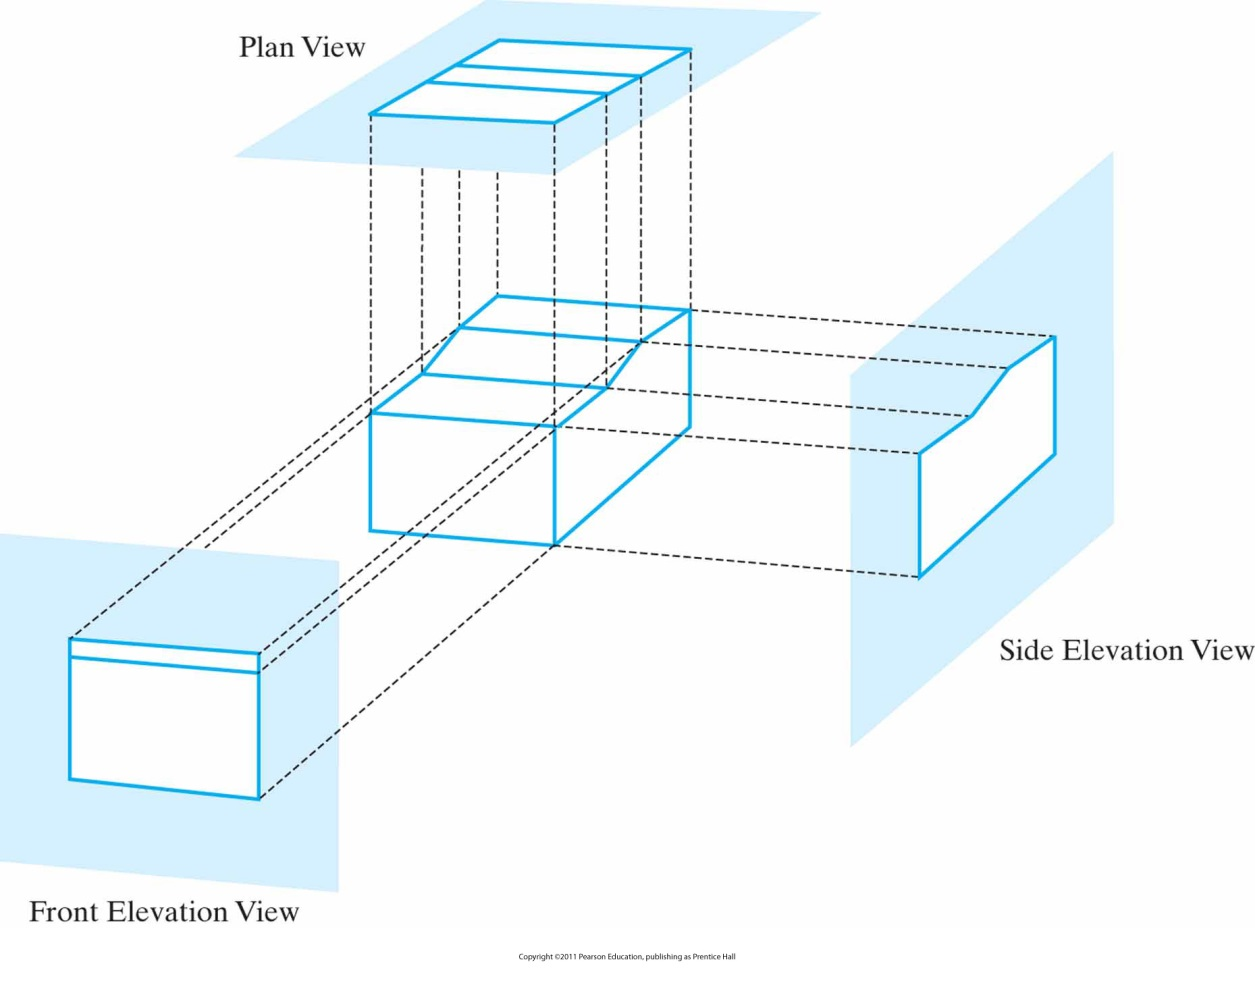 Plan View
Side Elevation View
Front Elevation View
Copyright ©2011 Pearson Education, publishing as Prentice Hall